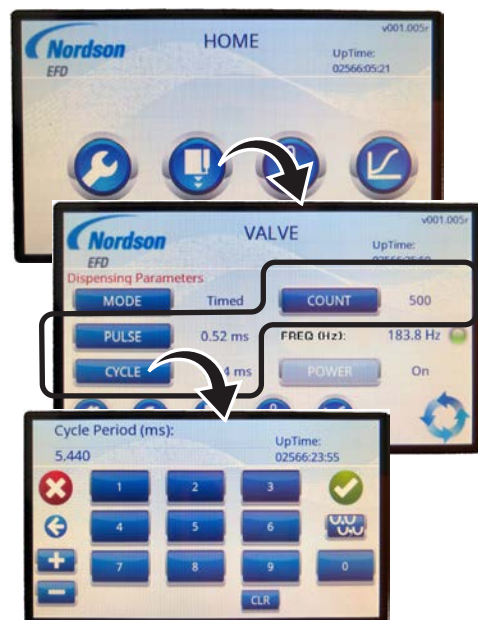 Nordson
EFD
HOME
v001.005r
UpTime:
02566:05:21
Nordson
EFD
VALVE
v001.005r
UpTime:
Dispensing Parameters
MODE Timed COUNT 500
PULSE 0.52 ms FREQ (Hz): 183.8 Hz
CYCLE ms POWER On
Cycle Period (ms):
5.440
UpTime:
02566:23:55
1 2 3
4 5 6
7 8 9 0
CLR